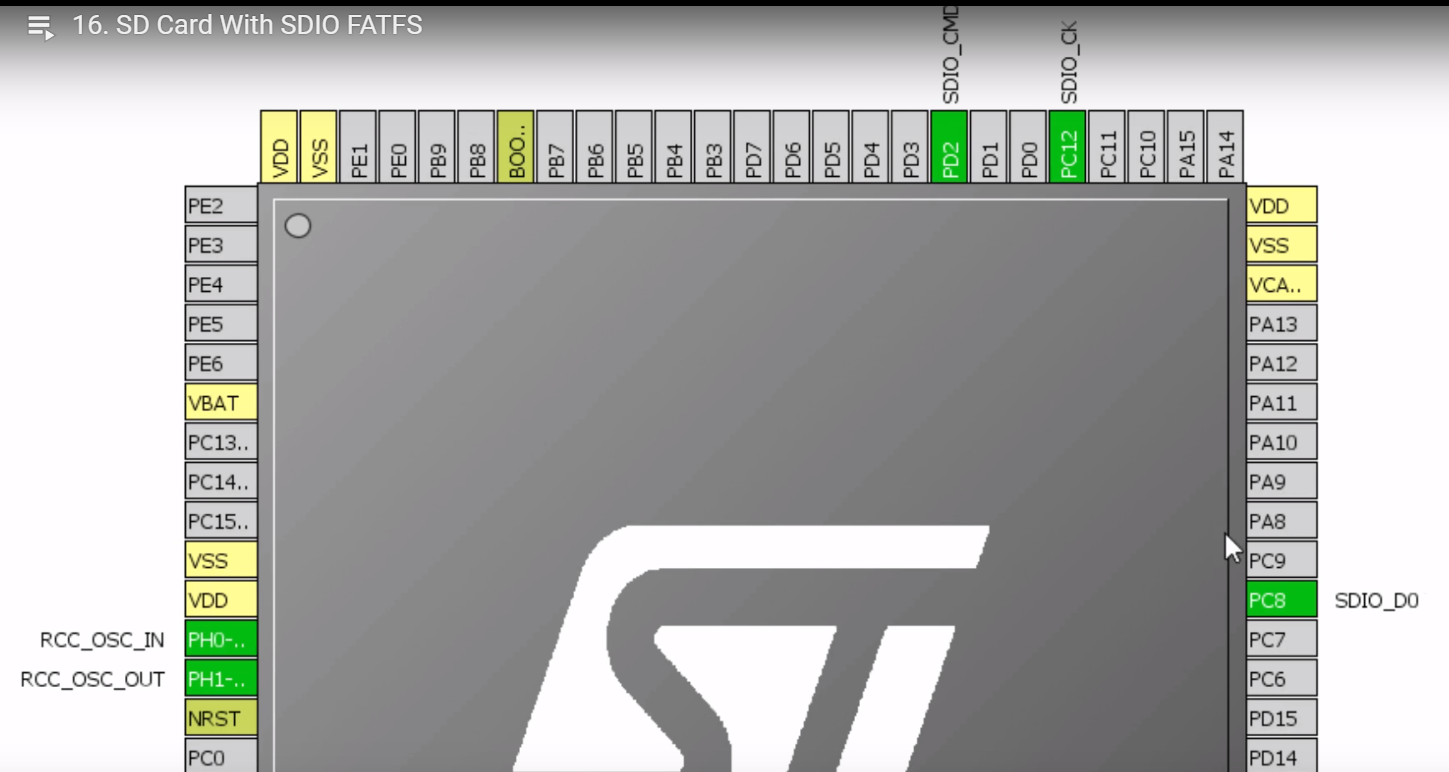 16. SD Card With SDIO FATFS
SDIO_CMD
SDIO_CK
VDD
VSS
PE1
PE0
PB9
PB8
BOO..
PB7
PB6
PB5
PB4
PB3
PD7
PD6
PD5
PD4
PD3
PD2
PD1
PD0
PC12
PC11
PC10
PA15
PA14
PE2
PE3
PE4
PE5
PE6
VBAT
PC13..
PC14..
PC15..
VSS
VDD
RCC_OSC_IN PH0-..
RCC_OSC_OUT PH1-..
NRST
PC0
VDD
VSS
VCA..
PA13
PA12
PA11
PA10
PA9
PA8
PC9
PC8 SDIO_D0
PC7
PC6
PD15
PD14